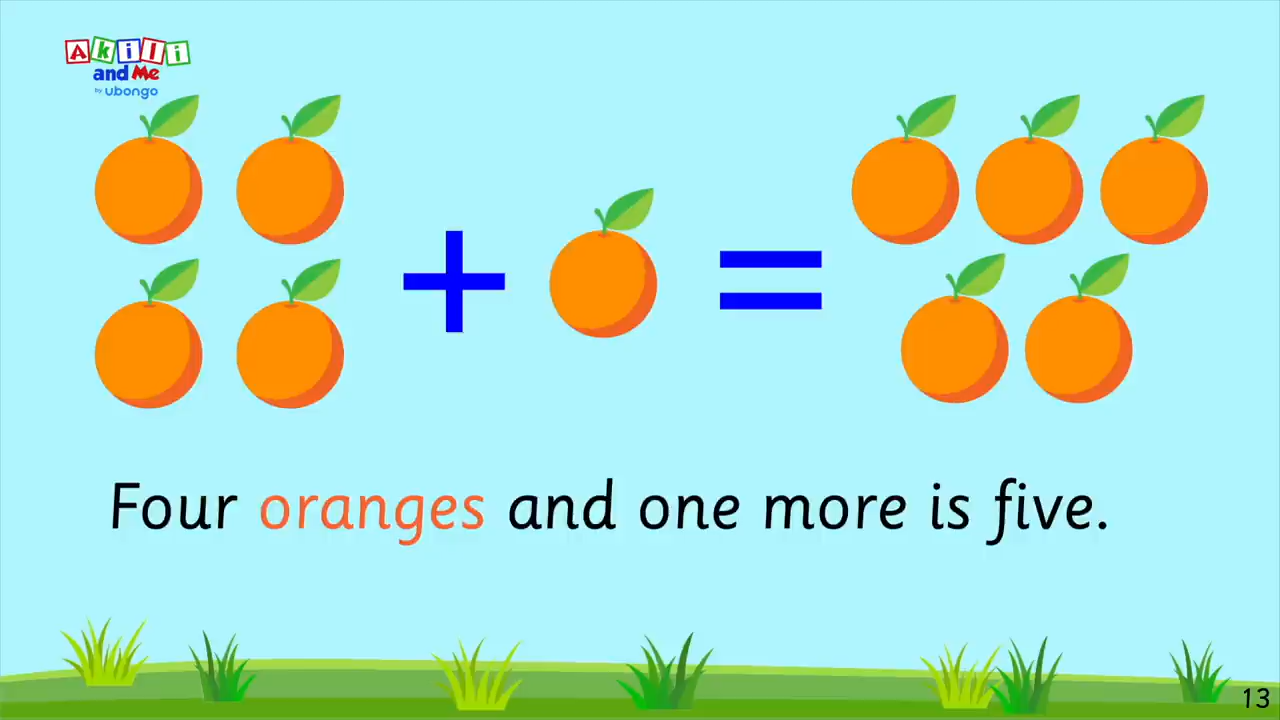 Akili
and Me
by ubongo
+ =
Four oranges and one more is five.
13